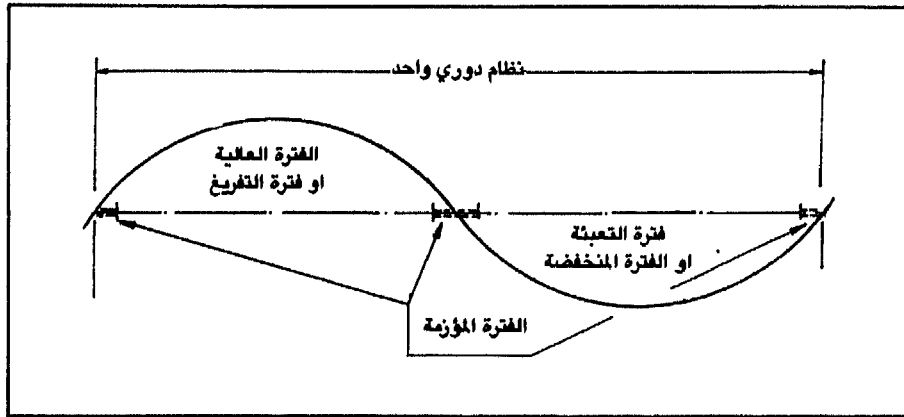 نظام دوري واحد
الفترة العالية
او فترة التفريغ
فترة التعبئة
او الفترة المنخفضة
الفترة المؤزمة